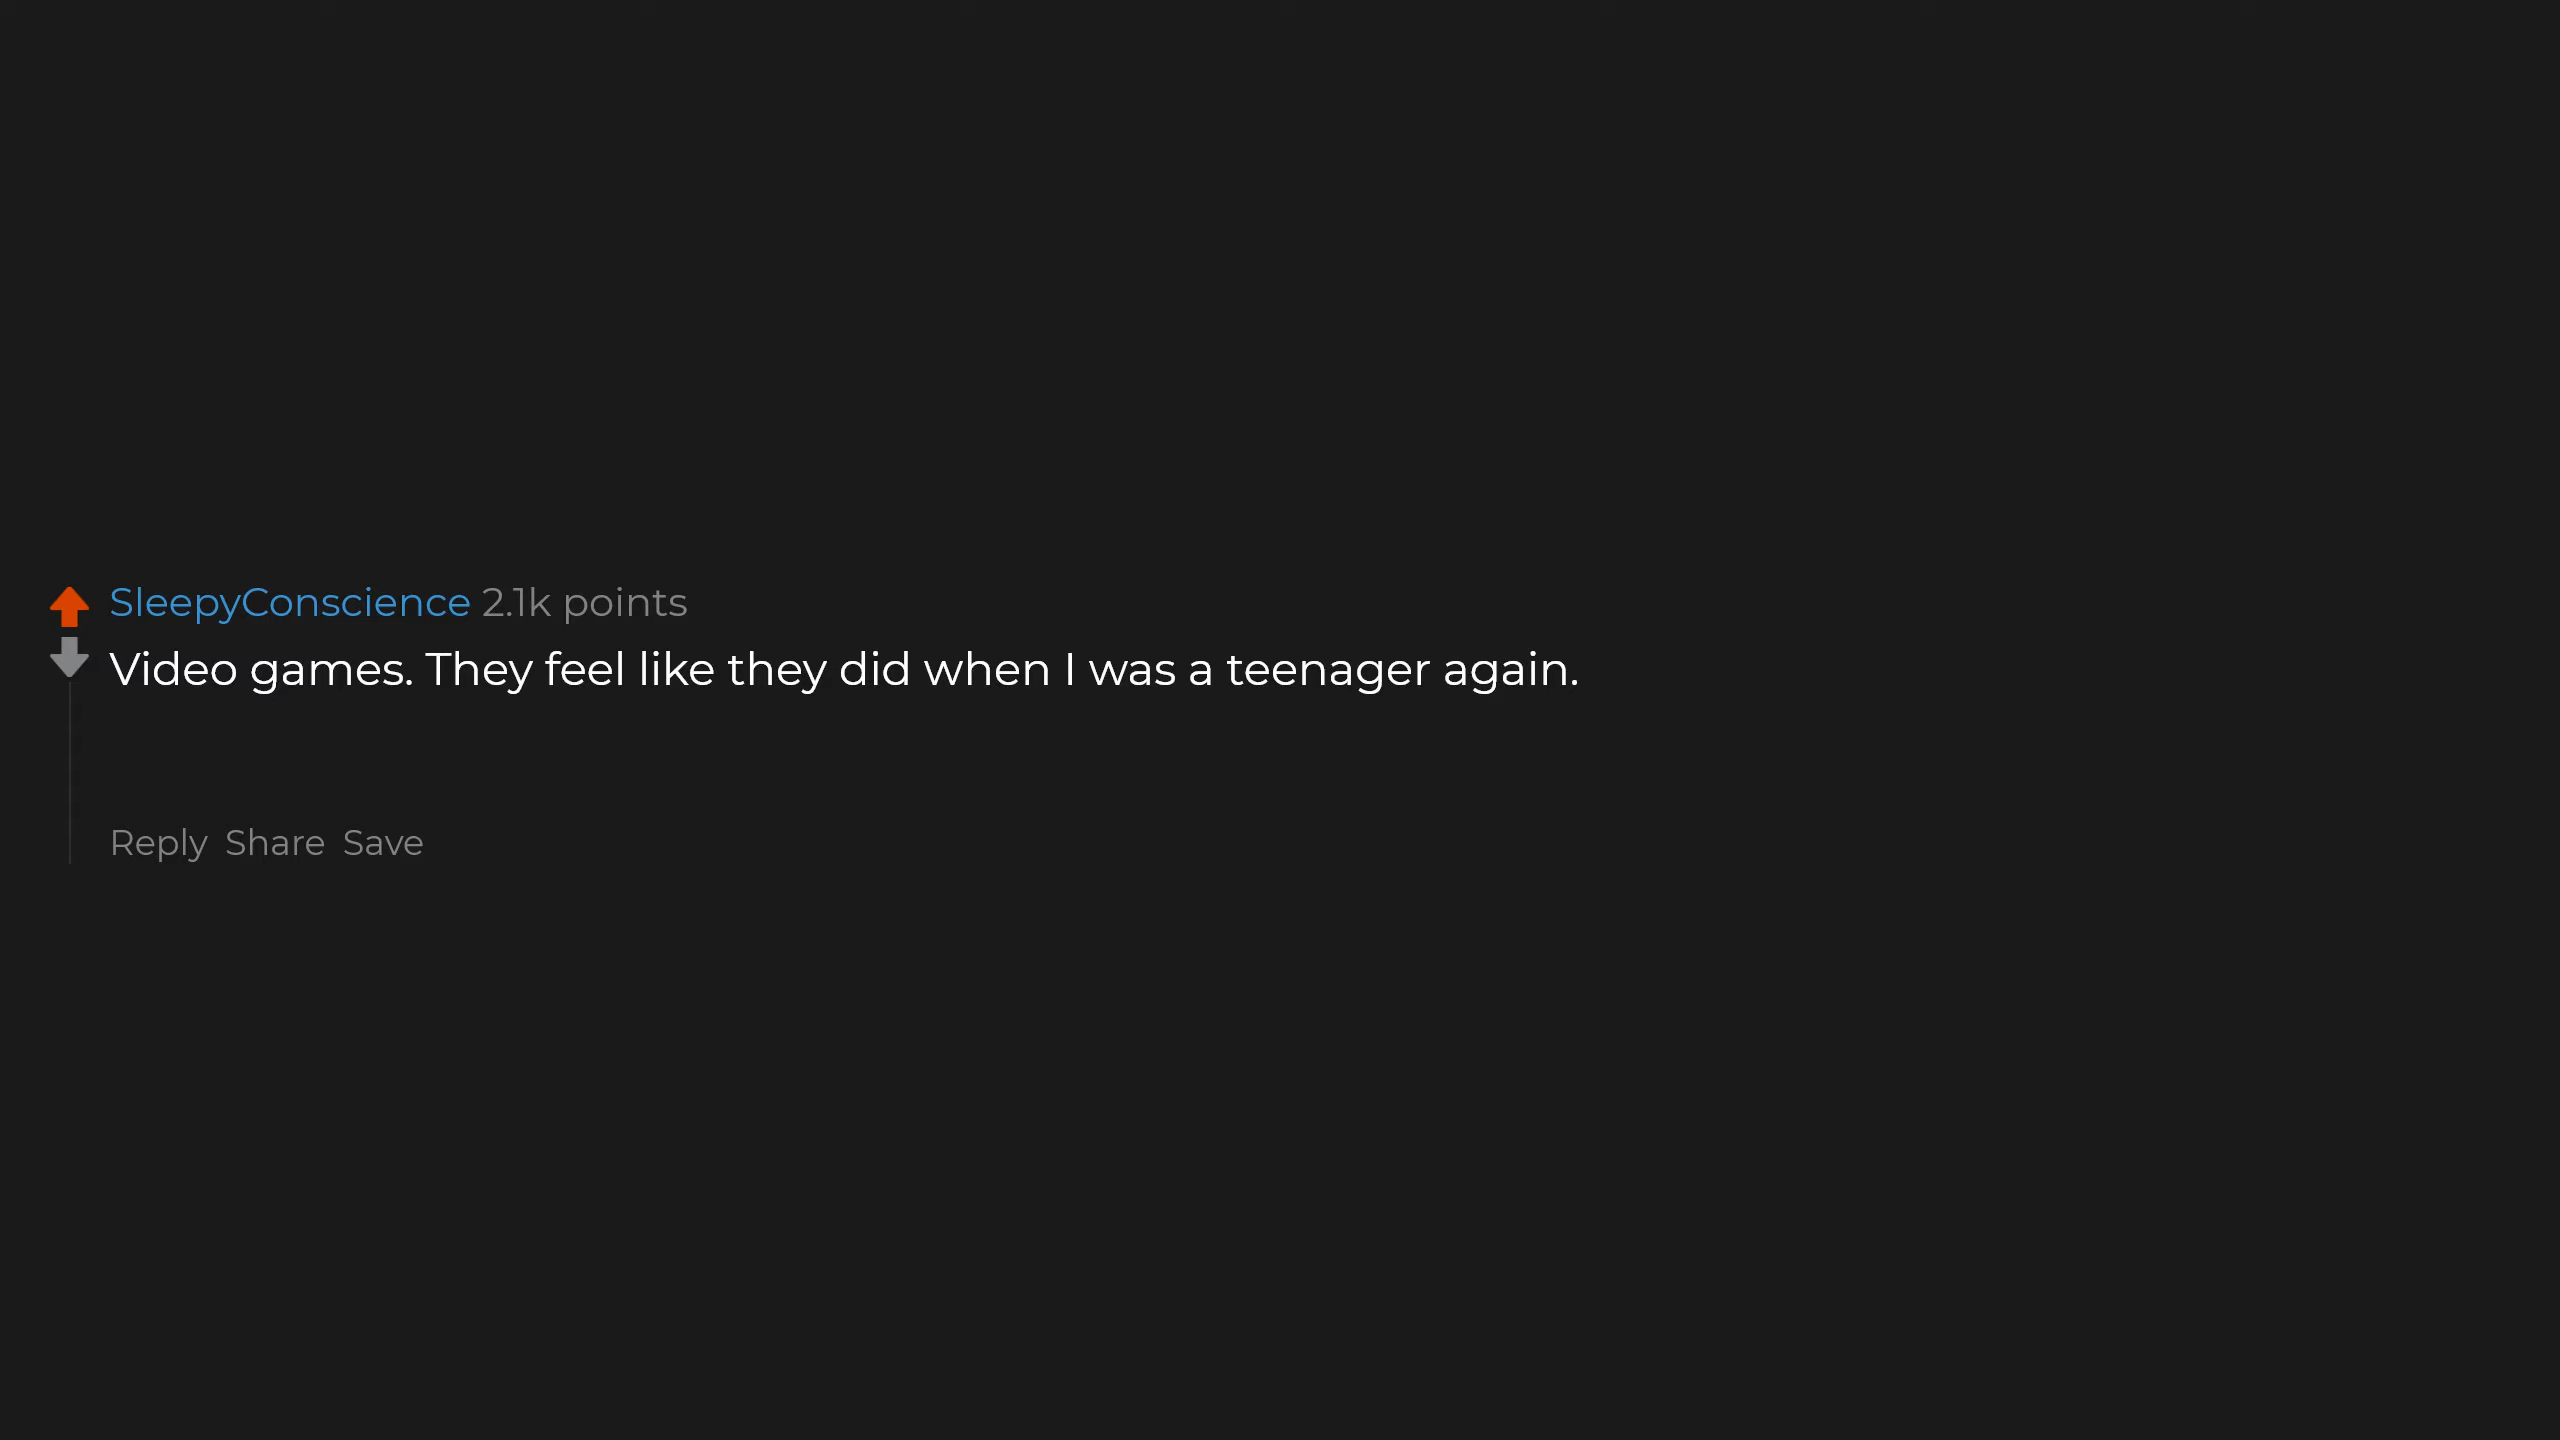 SleepyConscience 2.1k points
Video games. They feel like they did when I was a teenager again.
Reply Share Save